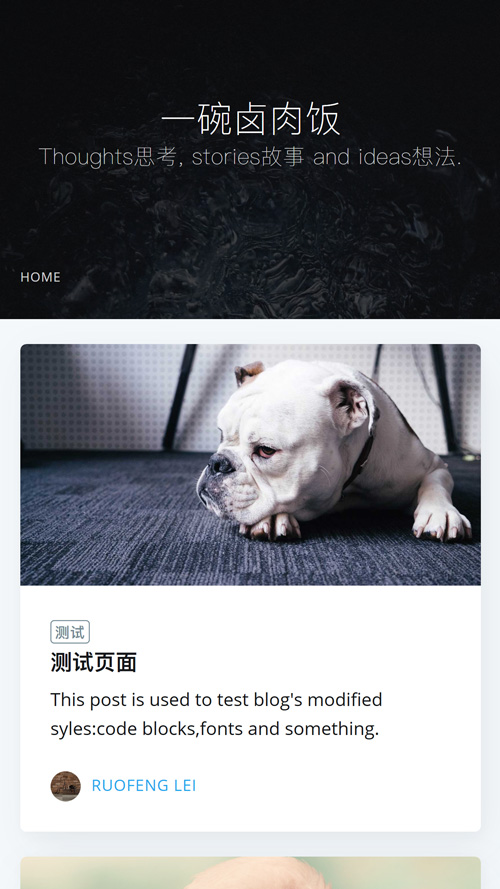 一碗卤肉饭
Thoughts思考, stories故事 and ideas想法.
HOME
测试
测试页面
This post is used to test blog's modified
syles:code blocks,fonts and something.
RUOFENG LEI